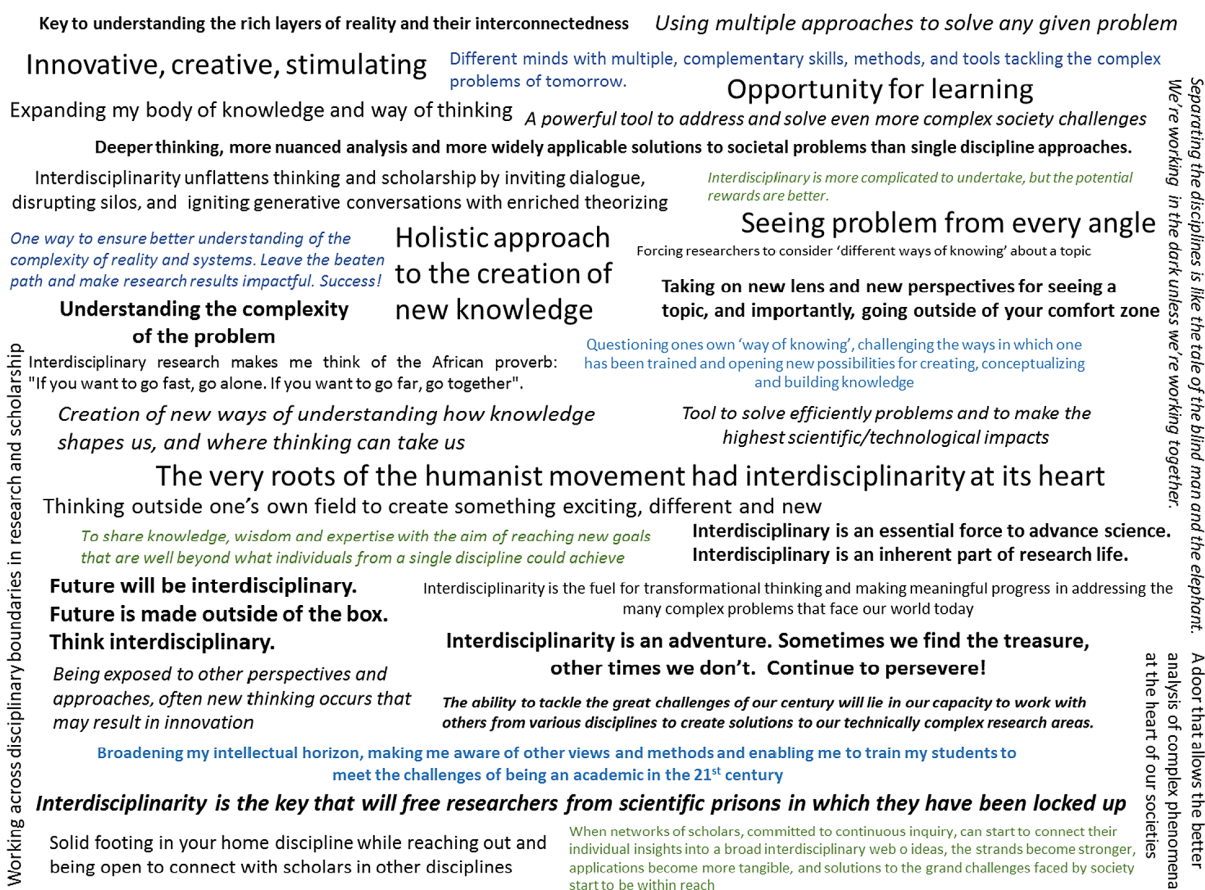 Key to understanding the rich layers of reality and their interconnectedness
Using multiple approaches to solve any given problem
Innovative, creative, stimulating
Different minds with multiple, complementary skills, methods, and tools tackling the complex
problems of tomorrow.
Opportunity for learning
Expanding my body of knowledge and way of thinking
A powerful tool to address and solve even more complex society challenges
Deeper thinking, more nuanced analysis and more widely applicable solutions to societal problems than single discipline approaches.
Interdisciplinarity unflattens thinking and scholarship by inviting dialogue,
disrupting silos, and igniting generative conversations with enriched theorizing
Interdisciplinary is more complicated to undertake, but the potential
rewards are better.
Seeing problem from every angle
One way to ensure better understanding of the
complexity of reality and systems. Leave the beaten
path and make research results impactful. Success!
Holistic approach
to the creation of
new knowledge
Forcing researchers to consider ‘different ways of knowing’ about a topic
Taking on new lens and new perspectives for seeing a
topic, and importantly, going outside of your comfort zone
Understanding the complexity
of the problem
Interdisciplinary research makes me think of the African proverb:
"If you want to go fast, go alone. If you want to go far, go together".
Questioning ones own ‘way of knowing’, challenging the ways in which one
has been trained and opening new possibilities for creating, conceptualizing
and building knowledge
Creation of new ways of understanding how knowledge
shapes us, and where thinking can take us
Tool to solve efficiently problems and to make the
highest scientific/technological impacts
The very roots of the humanist movement had interdisciplinarity at its heart
Thinking outside one’s own field to create something exciting, different and new
To share knowledge, wisdom and expertise with the aim of reaching new goals
that are well beyond what individuals from a single discipline could achieve
Interdisciplinary is an essential force to advance science.
Interdisciplinary is an inherent part of research life.
Future will be interdisciplinary.
Future is made outside of the box.
Think interdisciplinary.
Interdisciplinarity is the fuel for transformational thinking and making meaningful progress in addressing the
many complex problems that face our world today
Interdisciplinarity is an adventure. Sometimes we find the treasure,
other times we don’t. Continue to persevere!
Being exposed to other perspectives and
approaches, often new thinking occurs that
may result in innovation
The ability to tackle the great challenges of our century will lie in our capacity to work with
others from various disciplines to create solutions to our technically complex research areas.
Broadening my intellectual horizon, making me aware of other views and methods and enabling me to train my students to
meet the challenges of being an academic in the 21st century
Interdisciplinarity is the key that will free researchers from scientific prisons in which they have been locked up
Solid footing in your home discipline while reaching out and
being open to connect with scholars in other disciplines
When networks of scholars, committed to continuous inquiry, can start to connect their
individual insights into a broad interdisciplinary web o ideas, the strands become stronger,
applications become more tangible, and solutions to the grand challenges faced by society
start to be within reach
Working across disciplinary boundaries in research and scholarship
Separating the disciplines is like the tale of the blind man and the elephant.
We’re working in the dark unless we’re working together.
A door that allows the better
analysis of complex phenomena
at the heart of our societies